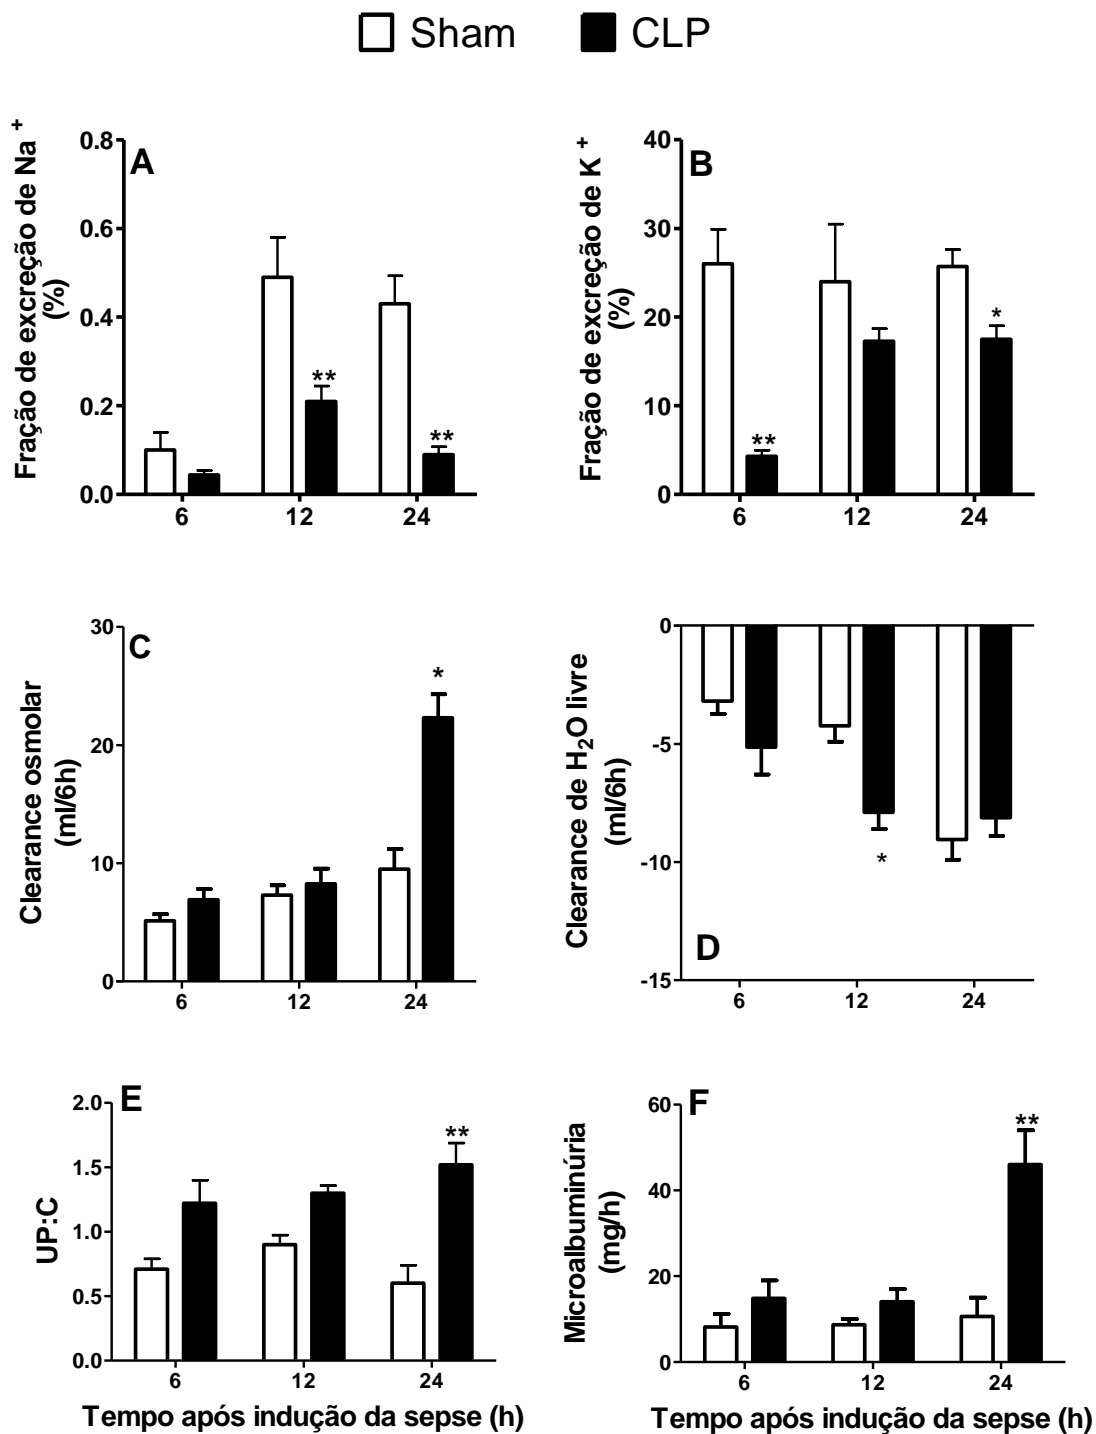 Sham CLP
A
Fração de excreção de Na +
(%)
0.8
0.6
0.4
0.2
0.0
**
**
6 12 24
B
Fração de excreção de K +
(%)
40
30
20
10
0
**
*
6 12 24
C
Clearance osmolar
(ml/6h)
30
20
10
0
*
6 12 24
D
Clearance de H2O livre
(ml/6h)
0
-5
-10
-15
*
6 12 24
E
UP:C
2.0
1.5
1.0
0.5
0.0
**
6 12 24
Tempo após indução da sepse (h)
F
Microalbuminúria
(mg/h)
60
40
20
0
**
6 12 24
Tempo após indução da sepse (h)